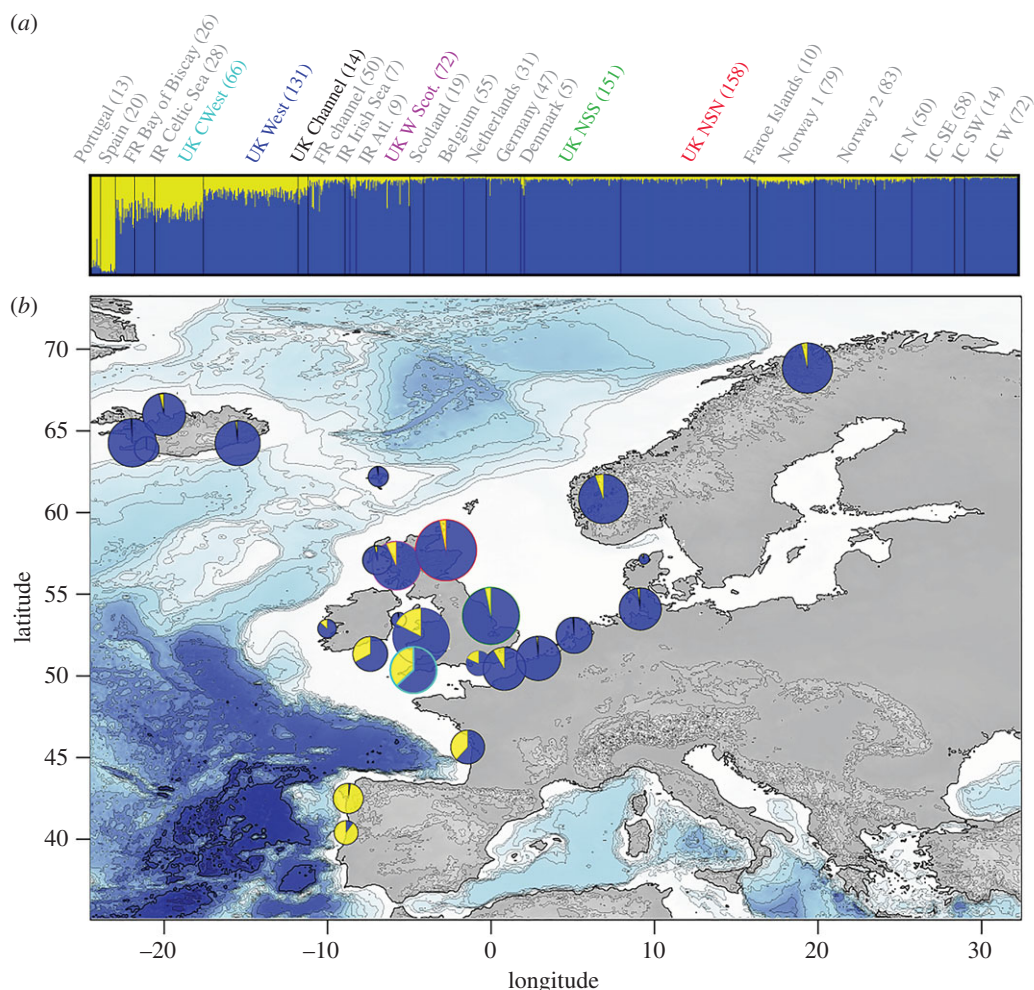 (a)
Portugal (13)
Spain (20)
FR Bay of Biscay (26)
IR Celtic Sea (28)
UK CWest (66)
UK West (131)
UK Channel (14)
FR channel (50)
IR Irish Sea (7)
IR Atl. (9)
UK W Scot. (72)
Scotland (19)
Belgium (55)
Netherlands (31)
Germany (47)
Denmark (5)
UK NSS (151)
UK NSN (158)
Faroe Islands (10)
Norway 1 (79)
Norway 2 (83)
IC N (50)
IC SE (58)
IC SW (14)
IC W (72)
(b)
70
65
60
55
50
45
40
latitude
–20
–10
0
10
20
30
longitude